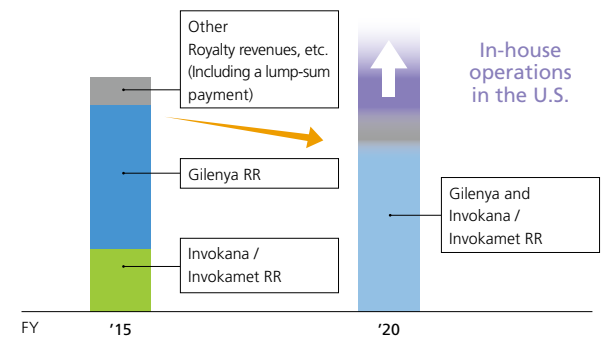 Other
Royalty revenues, etc.
(Including a lump-sum
payment)
Gilenya RR
Invokana /
Invokamet RR
In-house
operations
in the U.S.
Gilenya and
Invokana /
Invokamet RR
FY
'15
'20